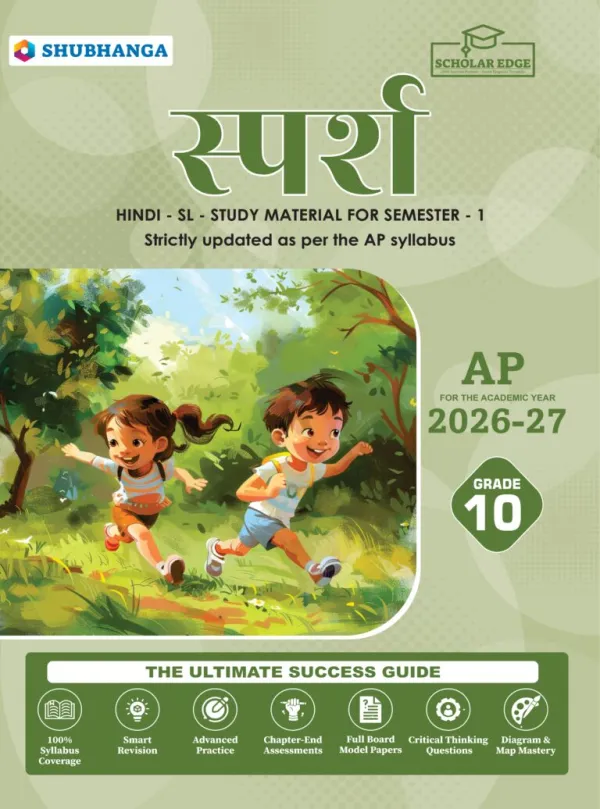 SHUBHANGA
SCHOLAR EDGE
स्पर्श
HINDI - SL - STUDY MATERIAL FOR SEMESTER - 1
Strictly updated as per the AP syllabus
AP
FOR THE ACADEMIC YEAR
2026-27
GRADE
10
THE ULTIMATE SUCCESS GUIDE
100%
Syllabus
Coverage
Smart
Revision
Advanced
Practice
Chapter-End
Assessments
Full Board
Model Papers
Critical Thinking
Questions
Diagram &
Map Mastery